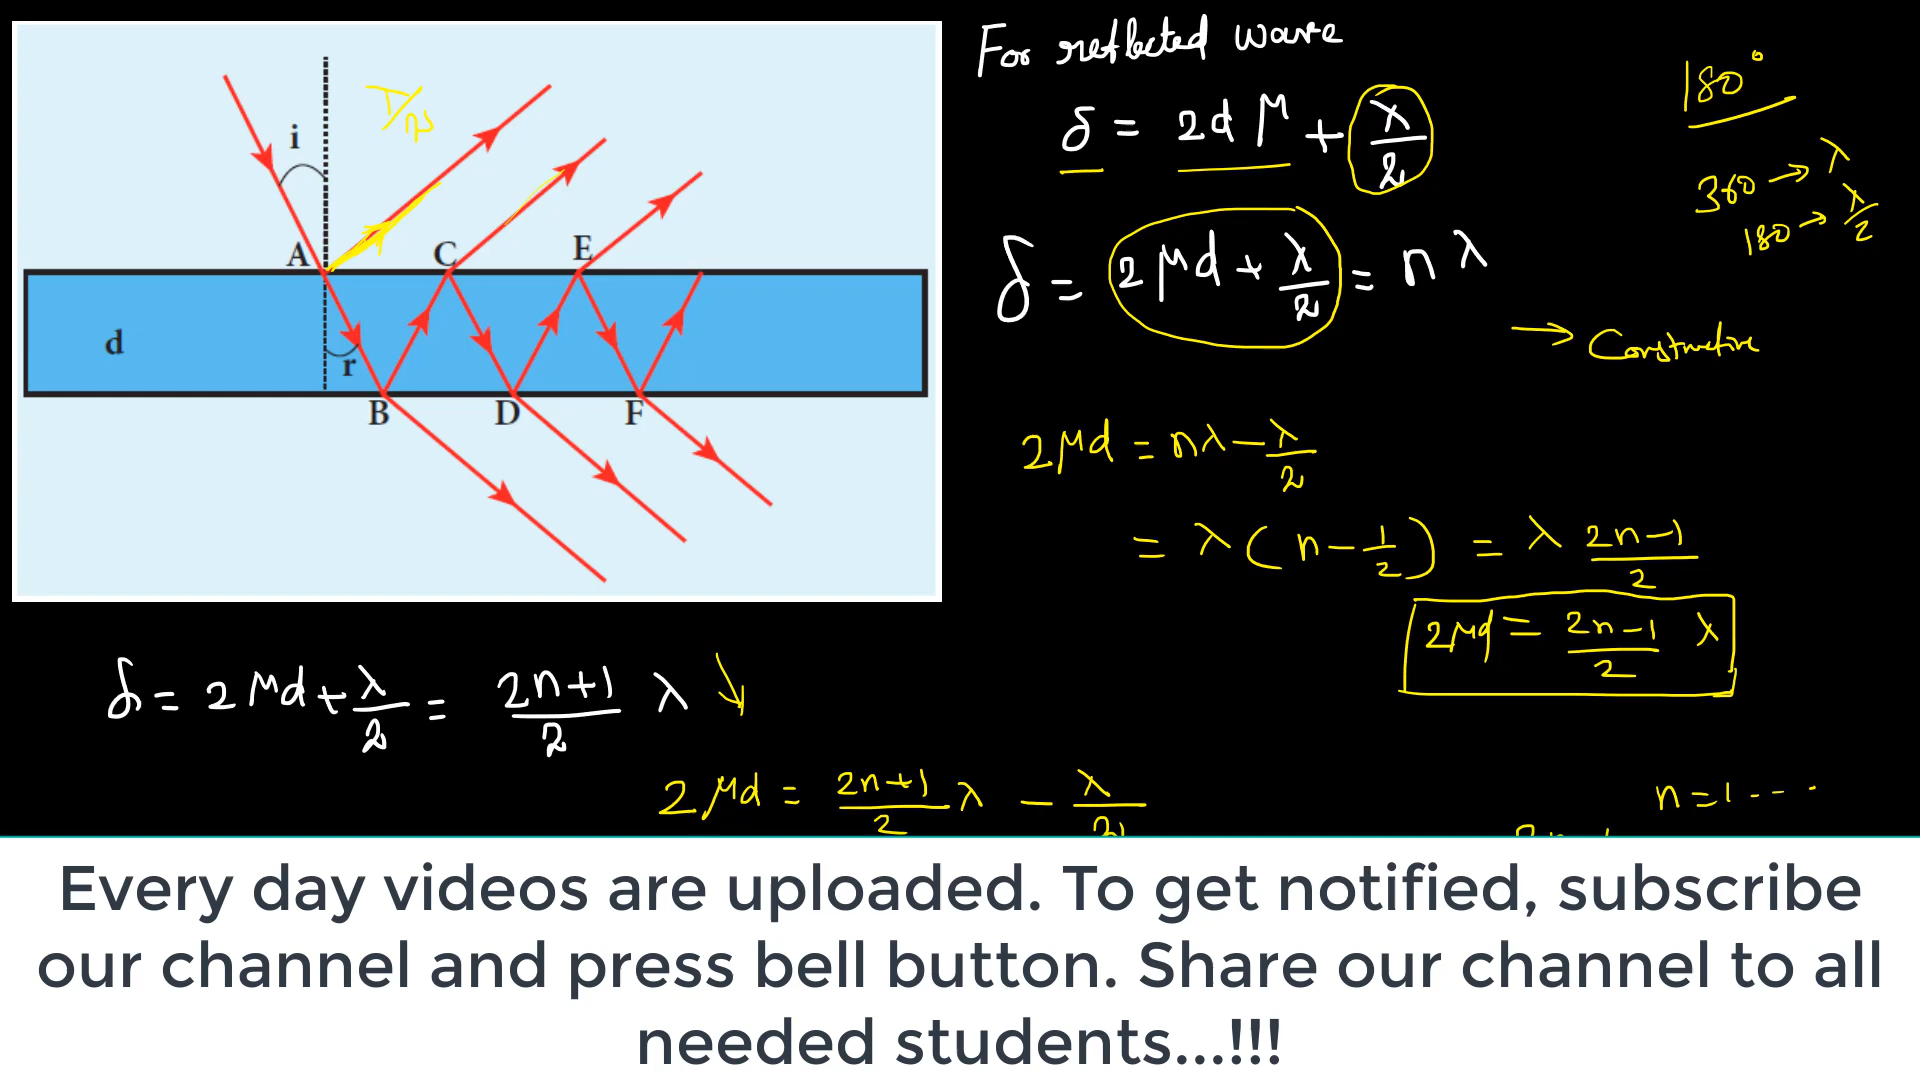 i
A
C
E
d
r
B
D
F
For reflected wave
δ = 2dμ + λ/2
180°
360 → λ
180 → λ/2
δ = 2μd + λ/2 = nλ
→ Constructive
2μd = nλ - λ/2
= λ(n - 1/2) = λ 2n-1/2
2μd = 2n-1/2 λ
δ = 2μd + λ/2 = 2n+1/2 λ
2μd = 2n+1/2 λ - λ/2
n = 1 ----
Every day videos are uploaded. To get notified, subscribe
our channel and press bell button. Share our channel to all
needed students...!!!